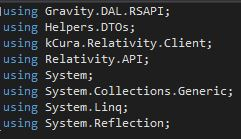 using Gravity.DAL.RSAPI;
using Helpers.DTOs;
using kCura.Relativity.Client;
using Relativity.API;
using System;
using System.Collections.Generic;
using System.Linq;
using System.Reflection;